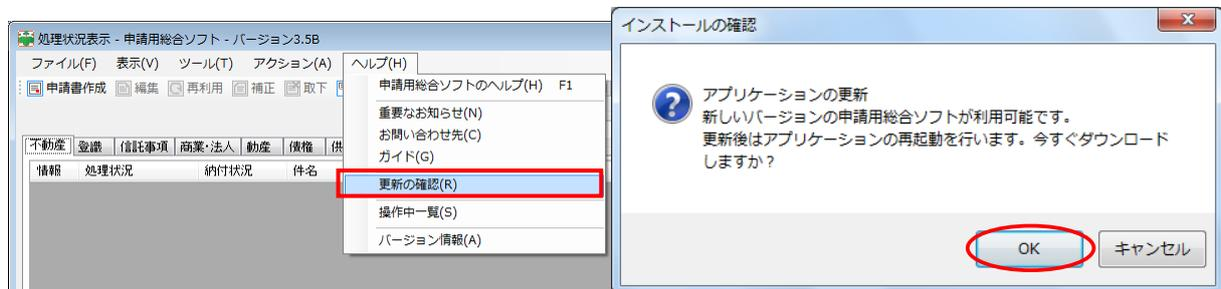 処理状況表示 - 申請用総合ソフト - バージョン3.5B
ファイル(F) 表示(V) ツール(T) アクション(A) ヘルプ(H)
申請書作成 編集 再利用 補正 取下
申請用総合ソフトのヘルプ(H) F1
重要なお知らせ(N)
お問い合わせ先(C)
ガイド(G)
更新の確認(R)
操作中一覧(S)
バージョン情報(A)
不動産 登識 信託事項 商業・法人 動産 債権 供
情報 処理状況 納付状況 件名
インストールの確認
アプリケーションの更新
新しいバージョンの申請用総合ソフトが利用可能です。
更新後はアプリケーションの再起動を行います。今すぐダウンロード
しますか？
OK キャンセル